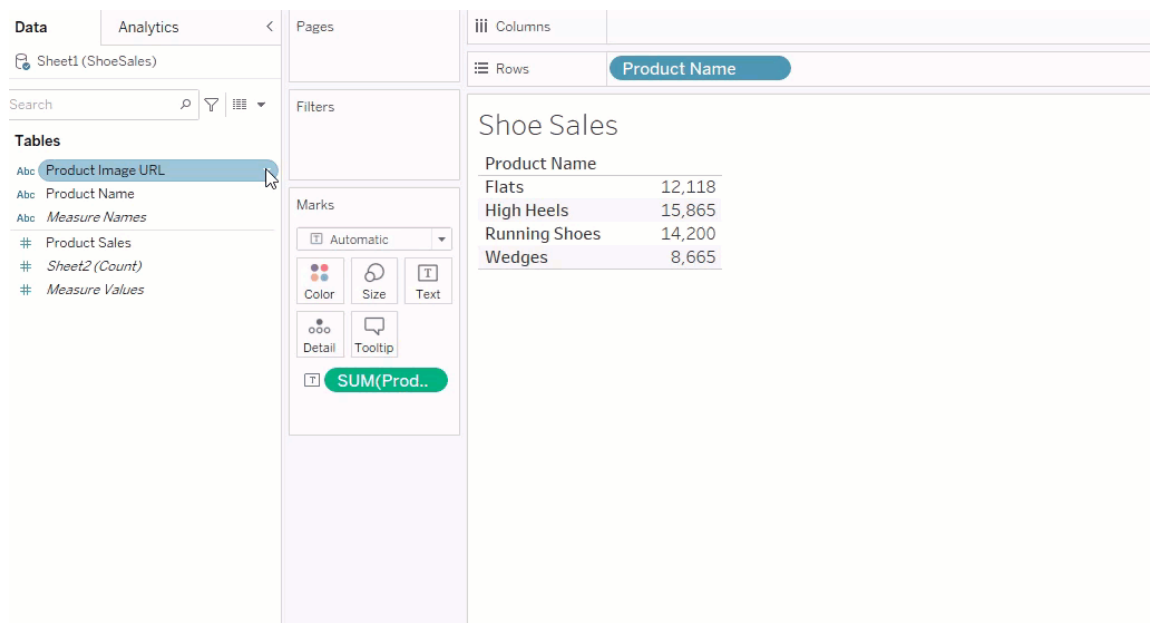 Data
Analytics
Sheet1 (ShoeSales)
Search
Tables
Abc Product Image URL
Abc Product Name
Abc Measure Names
# Product Sales
# Sheet2 (Count)
# Measure Values
Pages
Filters
Marks
T Automatic
Color
Size
T Text
Detail
Tooltip
T SUM(Prod..
iii Columns
Rows
Product Name
Shoe Sales
Product Name
Flats 12,118
High Heels 15,865
Running Shoes 14,200
Wedges 8,665